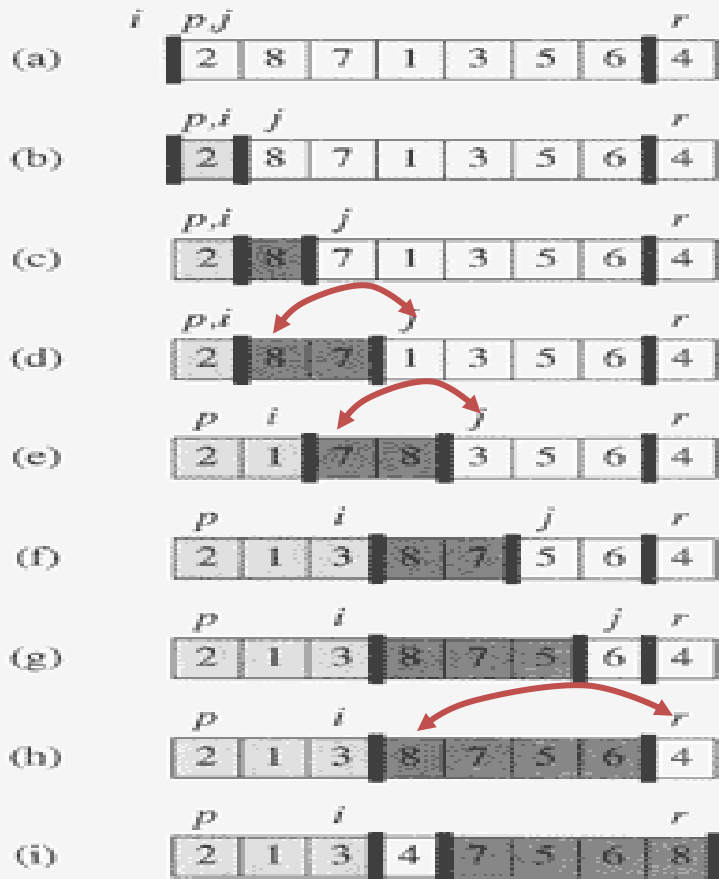 i p,j r
(a) 2 8 7 1 3 5 6 4
p,i j r
(b) 2 8 7 1 3 5 6 4
p,i j r
(c) 2 8 7 1 3 5 6 4
p,i j r
(d) 2 8 7 1 3 5 6 4
p i j r
(e) 2 1 7 8 3 5 6 4
p i j r
(f) 2 1 3 8 7 5 6 4
p i j r
(g) 2 1 3 8 7 5 6 4
p i r
(h) 2 1 3 8 7 5 6 4
p i r
(i) 2 1 3 4 7 5 6 8